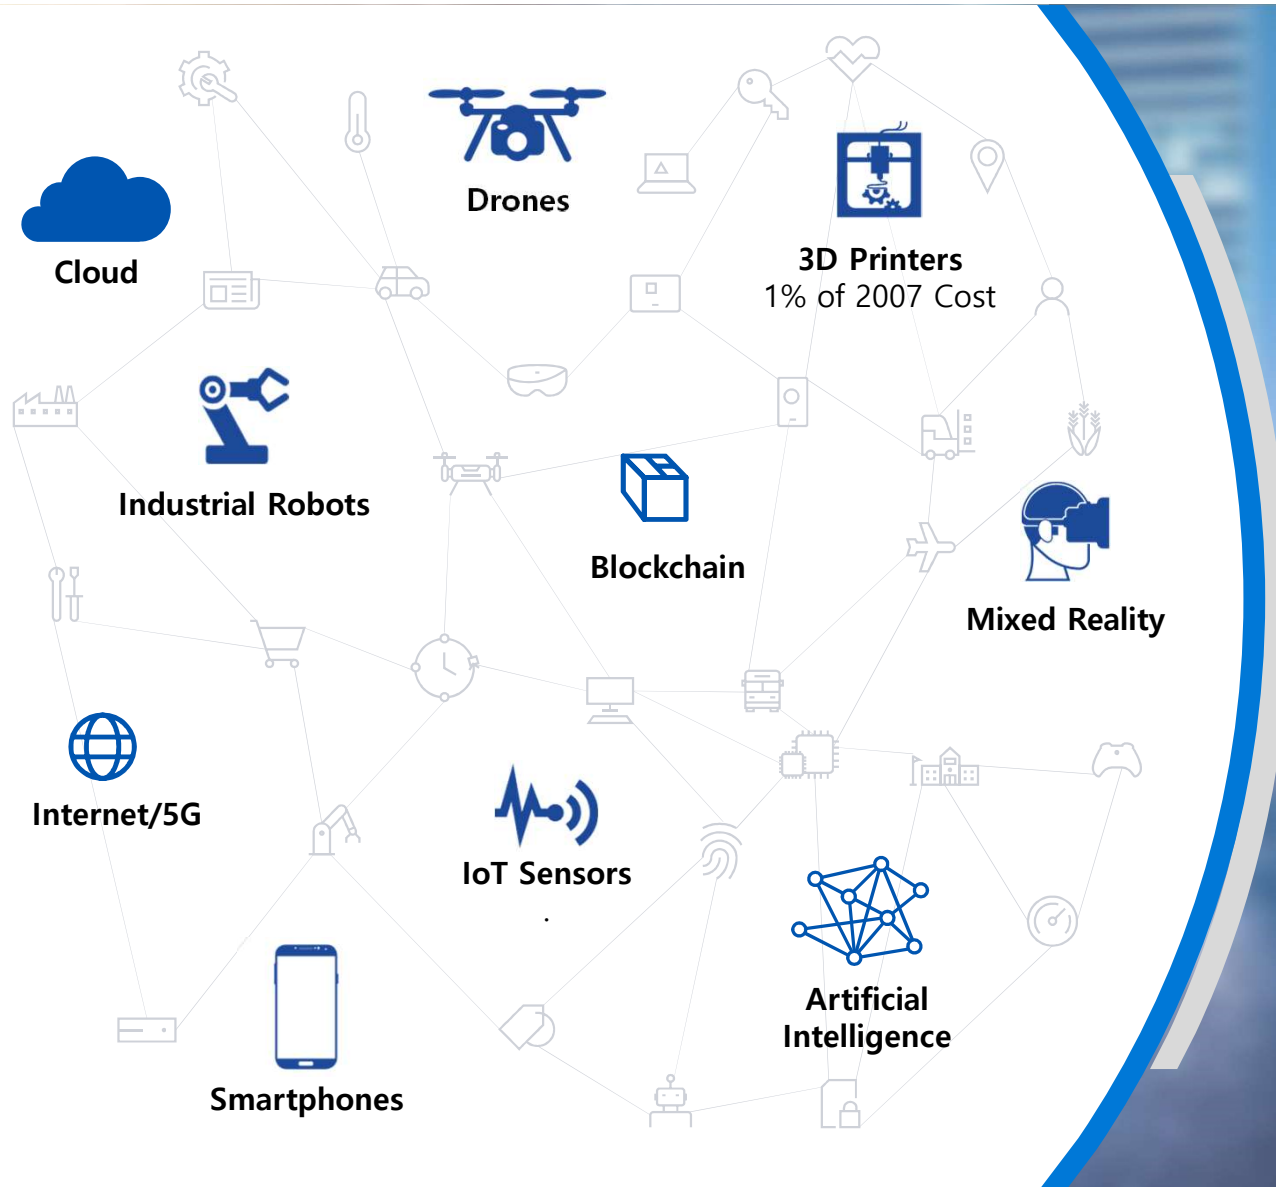 Drones
Cloud
3D Printers
1% of 2007 Cost
Industrial Robots
Blockchain
Mixed Reality
Internet/5G
IoT Sensors
.
Artificial
Intelligence
Smartphones